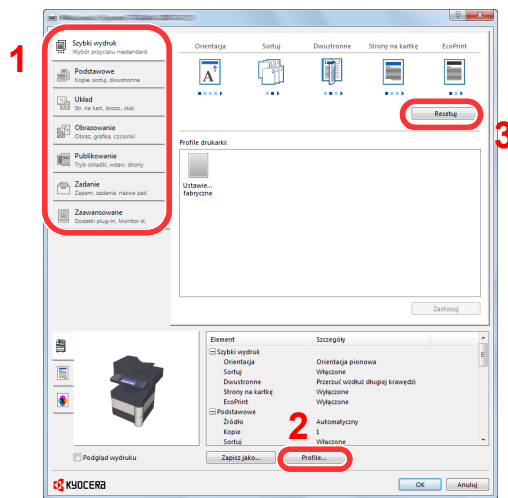 1
Szybki wydruk
Wybór przycisku niestandard.
Podstawowe
Kopie, sortuj, dwustronne
Układ
Str. na kart, brosz., skal.
Obrazowanie
Obraz, grafika, czcionki
Publikowanie
Tryb okładki, wstaw. strony
Zadanie
Zapam. zadania, nazwa zad.
Zaawansowane
Dodatki plug-in, Monitor st.
Orientacja Sortuj Dwustronne Strony na kartkę EcoPrint
A
Resetuj
3
Profile drukarki:
Ustawie...
fabryczne
Zastosuj
Element Szczegóły
Szybki wydruk
Orientacja Orientacja pionowa
Sortuj Włączone
Dwustronne Przerzuć wzdłuż długiej krawędzi
Strony na kartkę Wyłączone
EcoPrint Wyłączone
Podstawowe
Źródło Automatyczny
Kopie 1
Sortuj Włączone
2
Podgląd wydruku
Zapisz jako... Profile...
KYOCERA
OK Anuluj